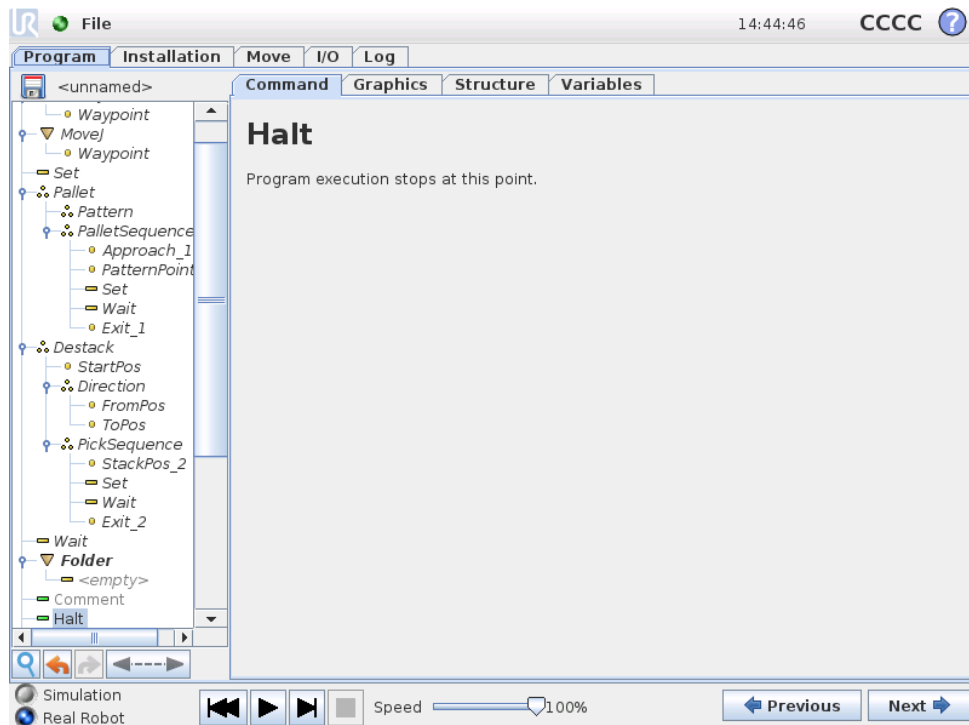 UR File 14:44:46 CCCC ?
Program Installation Move I/O Log
<unnamed> Command Graphics Structure Variables
Waypoint
MoveJ
Waypoint
Set
Pallet
Pattern
PalletSequence
Approach_1
PatternPoint
Set
Wait
Exit_1
Destack
StartPos
Direction
FromPos
ToPos
PickSequence
StackPos_2
Set
Wait
Exit_2
Wait
Folder
<empty>
Comment
Halt
Halt
Program execution stops at this point.
Simulation
Real Robot
Speed 100% Previous Next